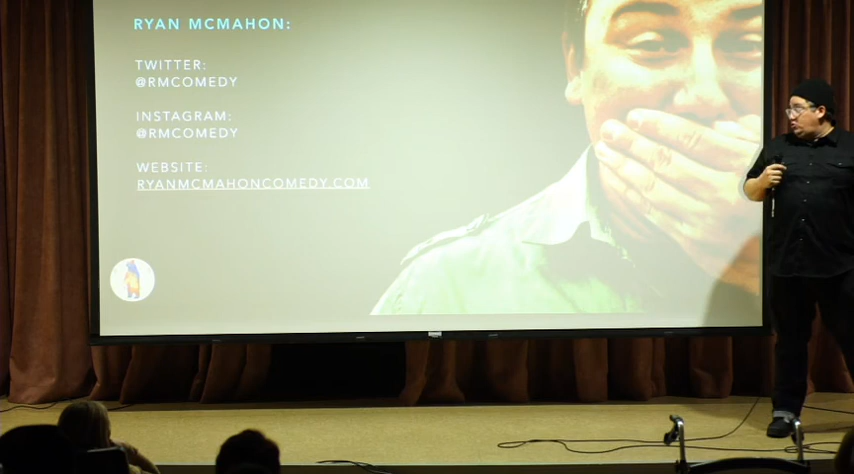 RYAN MCMAHON:
TWITTER:
@RMCOMEDY
INSTAGRAM:
@RMCOMEDY
WEBSITE:
RYANMCMAHONCOMEDY.COM